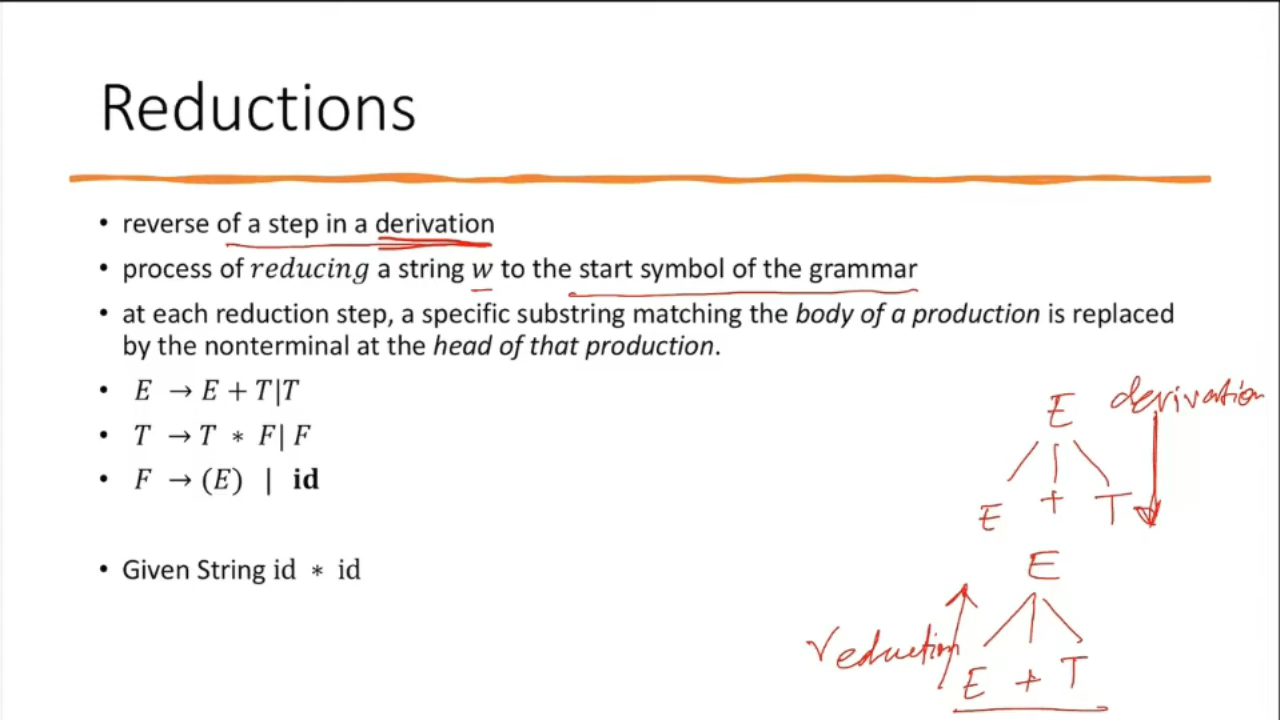 Reductions
• reverse of a step in a derivation
• process of reducing a string w to the start symbol of the grammar
• at each reduction step, a specific substring matching the body of a production is replaced
by the nonterminal at the head of that production.
• E → E + T|T
• T → T ∗ F| F
• F → (E) | id
• Given String id ∗ id
E derivation
E + T
E
reduction
E + T